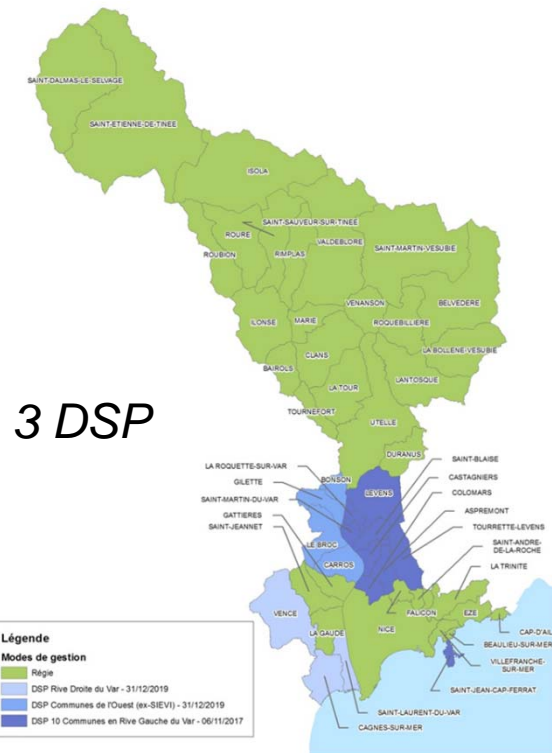 SAINT-DALMAS-LE-SELVAGE
SAINT-ETIENNE-DE-TINEE
ISOLA
SAINT-SAUVEUR-SUR-TINEE
ROURE
VALDEBLORE
SAINT-MARTIN-VESUBIE
ROUBION
RIMPLAS
VENANSON
BELVEDERE
ILONSE
MARIE
ROQUEBILLIERE
CLANS
LA-BOLLENE-VESUBIE
BAIROLS
LANTOSQUE
LA-TOUR
TOURNEFORT
UTELLE
3 DSP
DURANUS
SAINT-BLAISE
LA ROQUETTE-SUR-VAR
BONSON
CASTAGNIERS
GILETTE
LEVENS
COLOMARS
SAINT-MARTIN-DU-VAR
ASPREMONT
GATTIERES
TOURRETTE-LEVENS
SAINT-JEANNET
LE BROC
SAINT-ANDRE-
DE-LA-ROCHE
CARROS
LA TRINITE
VENCE
FALICON
EZE
LA GAUDE
NICE
CAP-D'AIL
BEAULIEU-SUR-MER
VILLEFRANCHE-
SUR-MER
SAINT-JEAN-CAP-FERRAT
SAINT-LAURENT-DU-VAR
CAGNES-SUR-MER
Légende
Modes de gestion
Régie
DSP Rive Droite du Var - 31/12/2019
DSP Communes de l'Ouest (ex-SIEVI) - 31/12/2019
DSP 10 Communes en Rive Gauche du Var - 06/11/2017